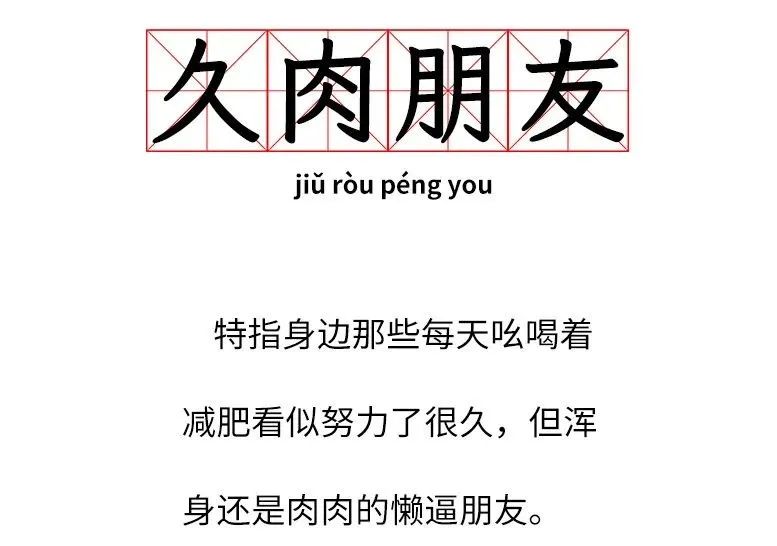 久肉朋友
jiǔ ròu péng you
特指身边那些每天吆喝着
减肥看似努力了很久，但浑
身还是肉肉的懒逼朋友。